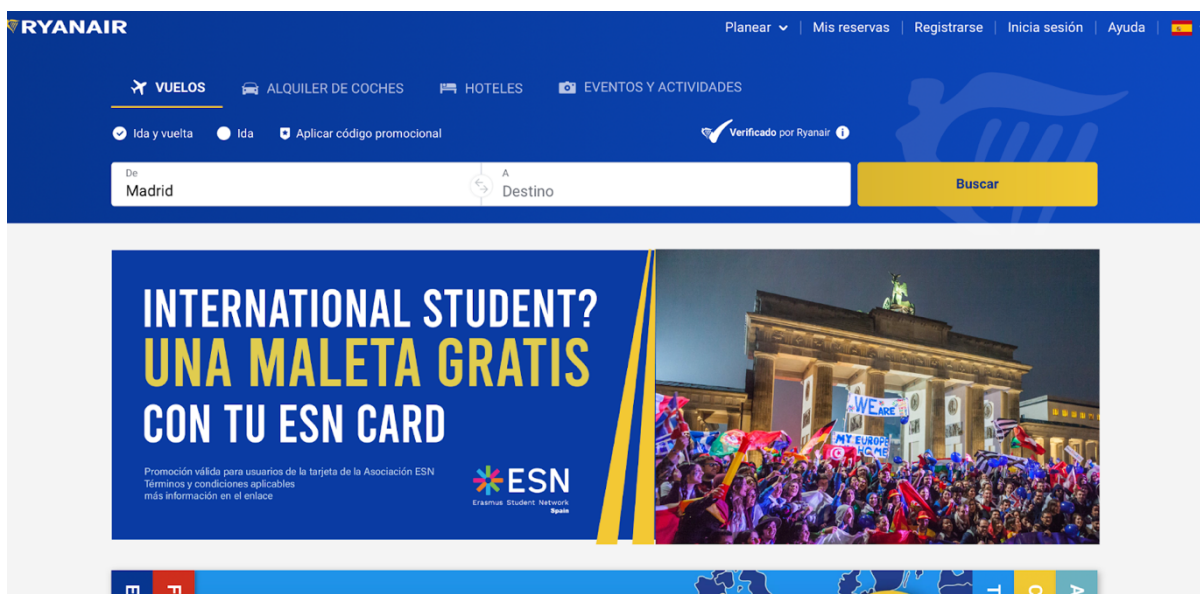 RYANAIR
Planear
Mis reservas
Registrarse
Inicia sesión
Ayuda
VUELOS
ALQUILER DE COCHES
HOTELES
EVENTOS Y ACTIVIDADES
Ida y vuelta
Ida
Aplicar código promocional
Verificado por Ryanair
De
Madrid
A
Destino
Buscar
INTERNATIONAL STUDENT?
UNA MALETA GRATIS
CON TU ESN CARD
Promoción válida para usuarios de la tarjeta de la Asociación ESN
Términos y condiciones aplicables
más información en el enlace
ESN
Erasmus Student Network
Spain
WE ARE
MY EUROPE
HOME